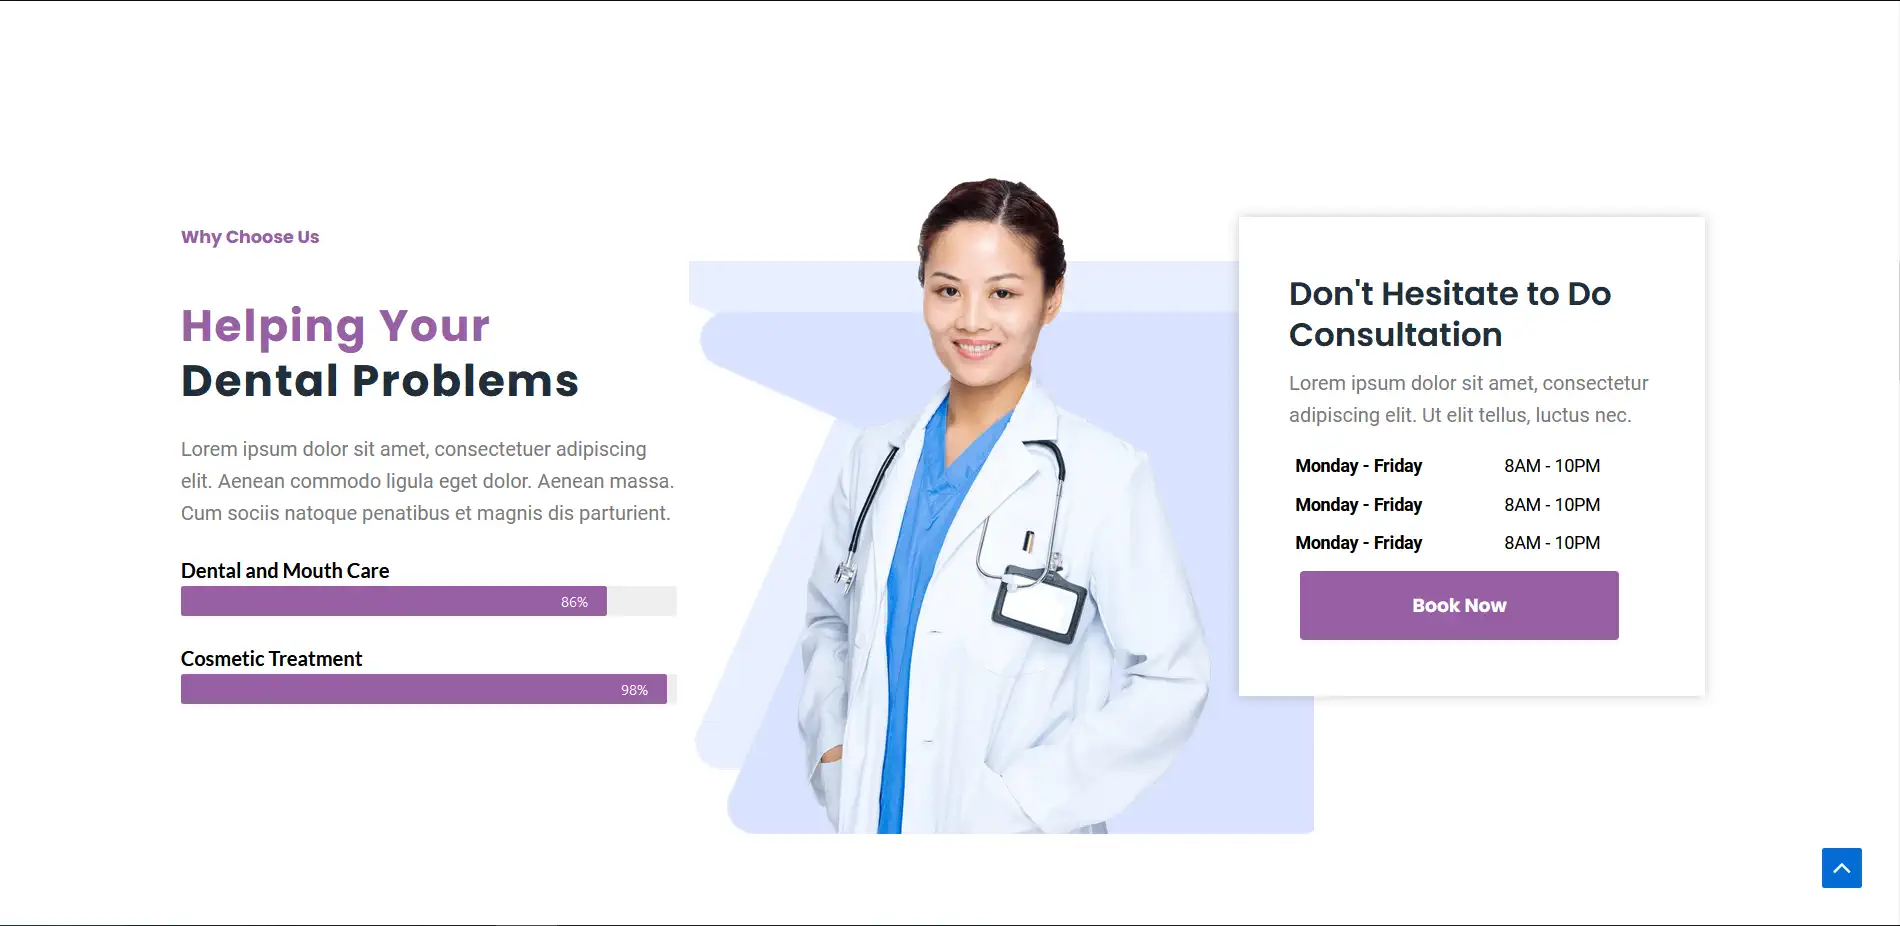 Why Choose Us
Helping Your
Dental Problems
Lorem ipsum dolor sit amet, consectetuer adipiscing
elit. Aenean commodo ligula eget dolor. Aenean massa.
Cum sociis natoque penatibus et magnis dis parturient.
Dental and Mouth Care
86%
Cosmetic Treatment
98%
Don't Hesitate to Do
Consultation
Lorem ipsum dolor sit amet, consectetur
adipiscing elit. Ut elit tellus, luctus nec.
Monday - Friday 8AM - 10PM
Monday - Friday 8AM - 10PM
Monday - Friday 8AM - 10PM
Book Now